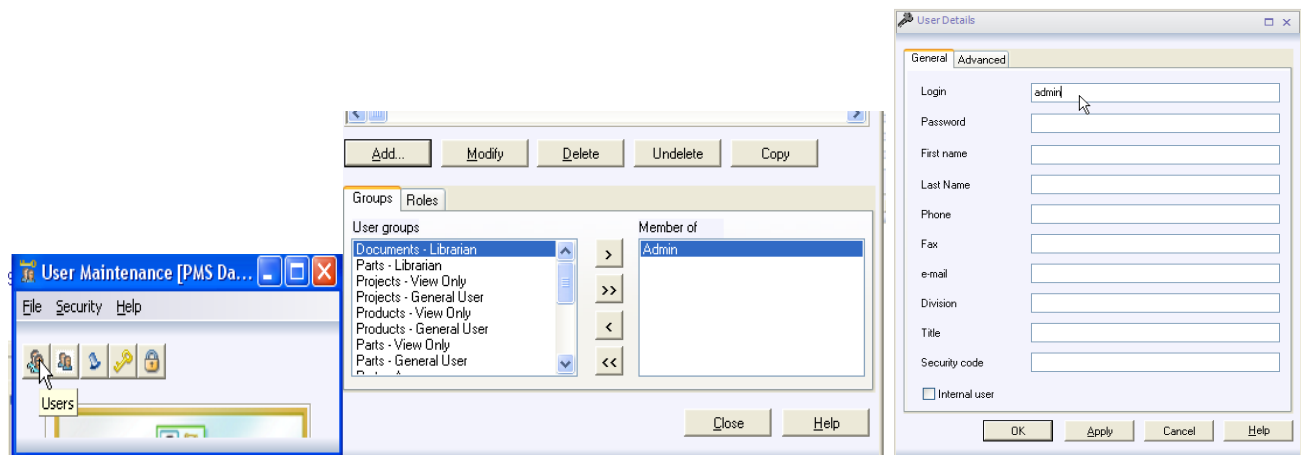 User Maintenance [PMS Da...
File Security Help
Users
Add... Modify Delete Undelete Copy
Groups Roles
User groups Member of
Documents - Librarian Admin
Parts - Librarian
Projects - View Only
Projects - General User
Products - View Only
Products - General User
Parts - View Only
Parts - General User
> 
>>
<
<<
Close Help
User Details
General Advanced
Login admin
Password
First name
Last Name
Phone
Fax
e-mail
Division
Title
Security code
Internal user
OK Apply Cancel Help